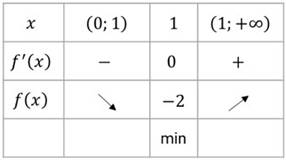 x (0; 1) 1 (1; +∞)
f′(x) − 0 +
f(x) ↘ −2 ↗
min